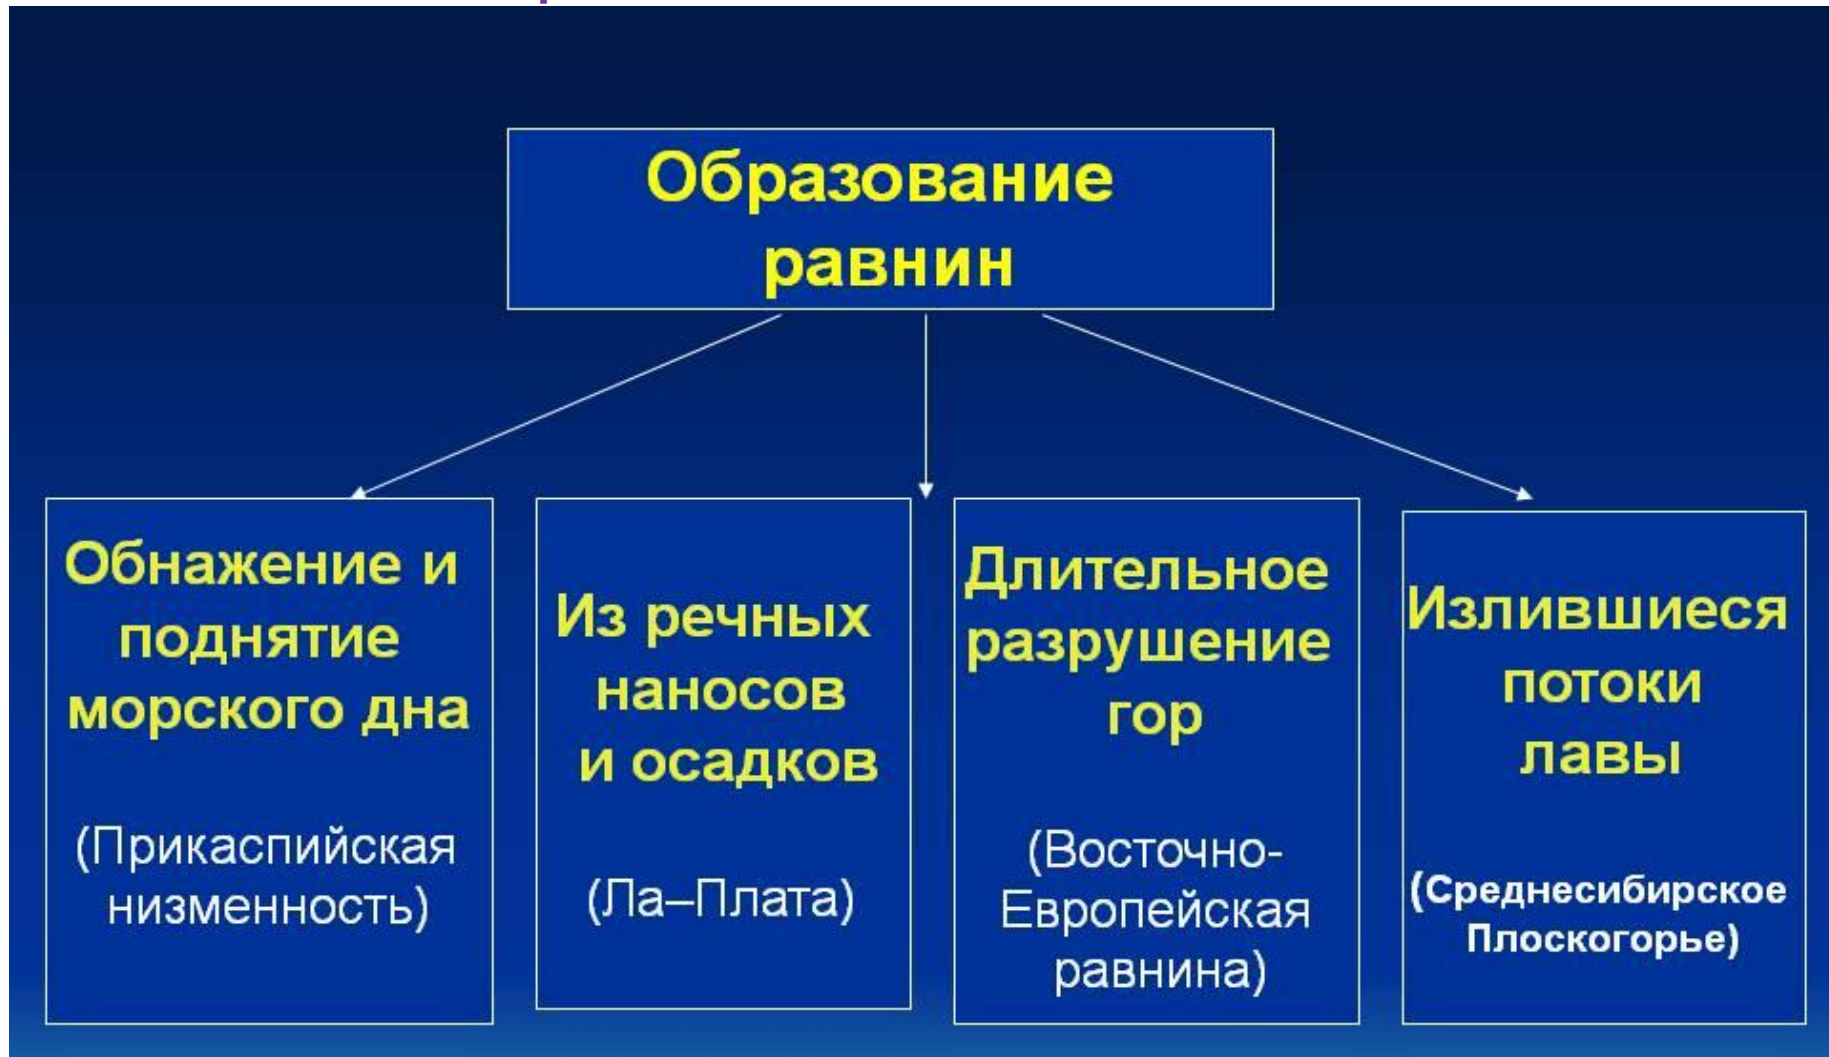 Образование
равнин
Обнажение и
поднятие
морского дна
(Прикаспийская
низменность)
Из речных
наносов
и осадков
(Ла–Плата)
Длительное
разрушение
гор
(Восточно-
Европейская
равнина)
Излившиеся
потоки
лавы
(Среднесибирское
Плоскогорье)